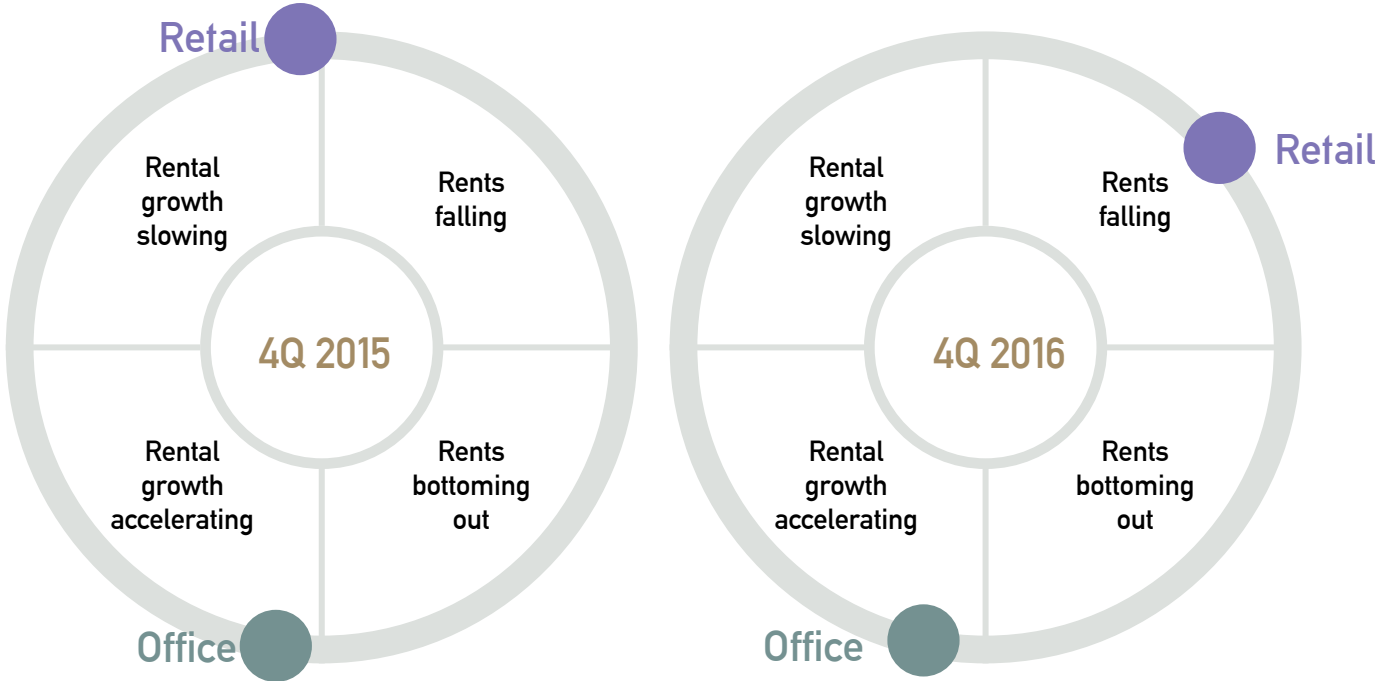 Retail
Rental
growth
slowing
Rents
falling
4Q 2015
Rental
growth
accelerating
Rents
bottoming
out
Office
Rental
growth
slowing
Rents
falling
Retail
4Q 2016
Rental
growth
accelerating
Rents
bottoming
out
Office